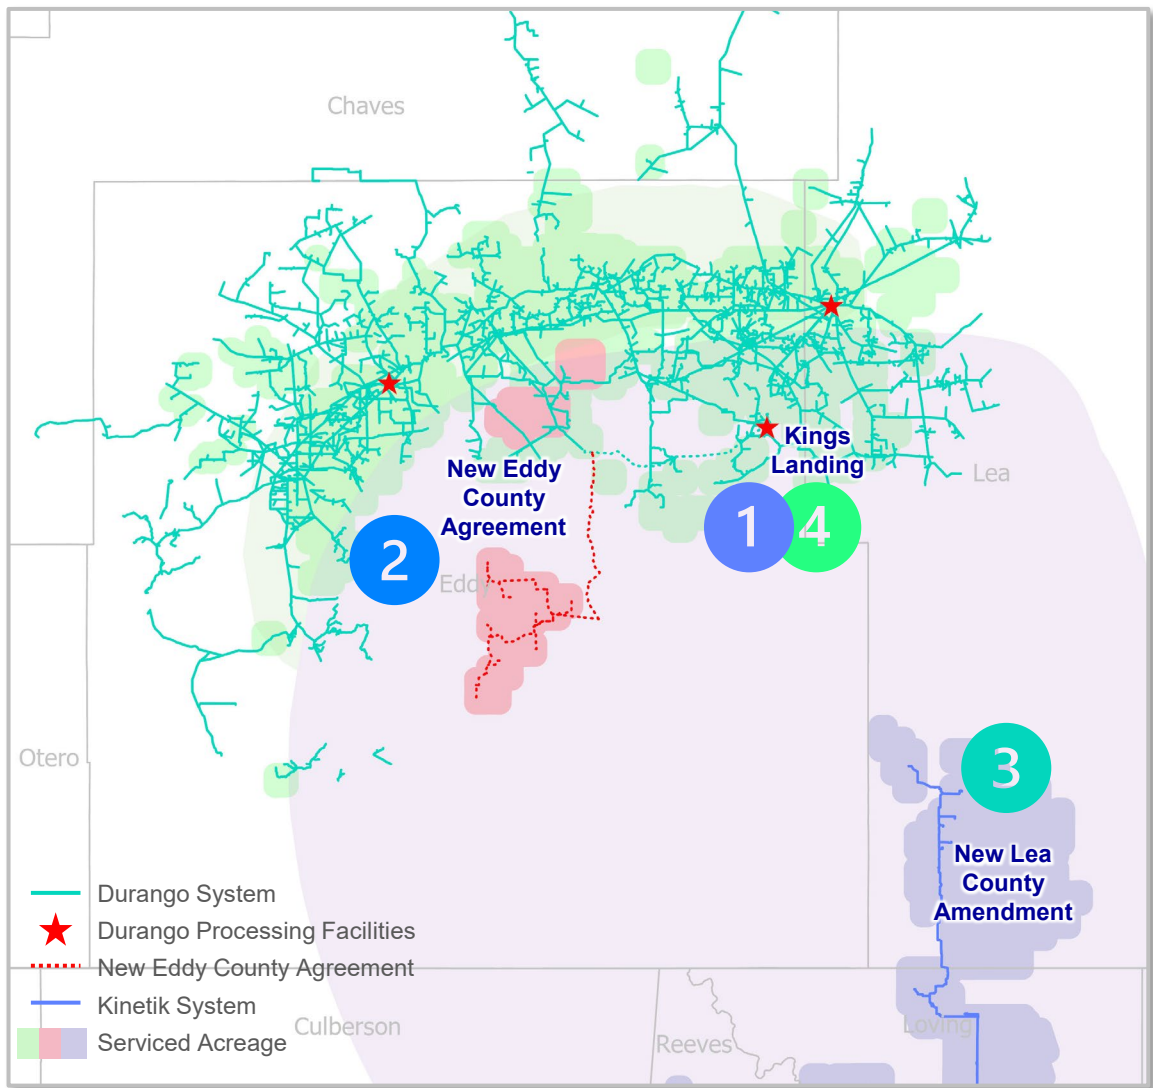 Chaves
Kings
Landing
New Eddy
County
Agreement
Lea
1
4
2
Eddy
Otero
3
New Lea
County
Amendment
Durango System
Durango Processing Facilities
New Eddy County Agreement
Kinetik System
Serviced Acreage
Culberson
Loving
Reeves